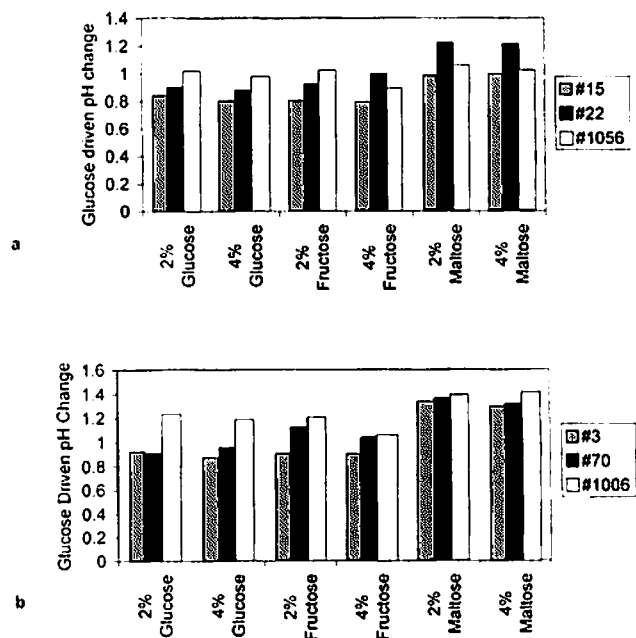 Glucose driven pH change
1.4
1.2
1
0.8
0.6
0.4
0.2
0
2% Glucose
4% Glucose
2% Fructose
4% Fructose
2% Maltose
4% Maltose
#15
#22
#1056
a
Glucose Driven pH Change
1.6
1.4
1.2
1
0.8
0.6
0.4
0.2
0
2% Glucose
4% Glucose
2% Fructose
4% Fructose
2% Maltose
4% Maltose
#3
#70
#1006
b